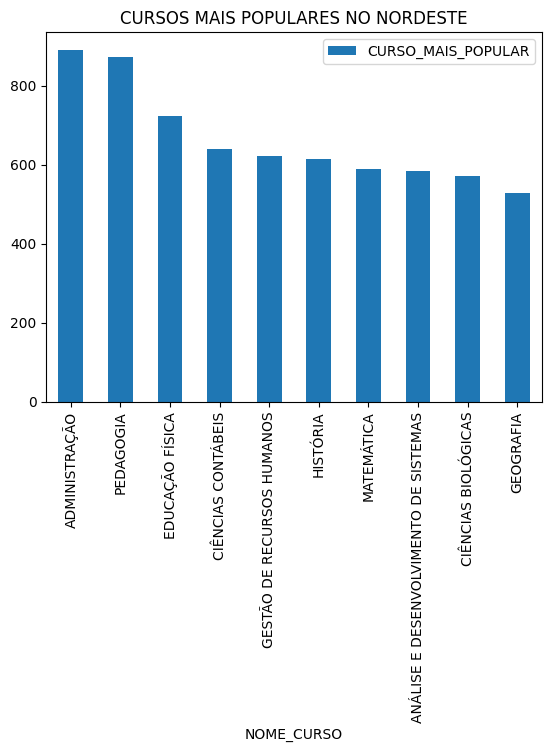 CURSOS MAIS POPULARES NO NORDESTE
CURSO_MAIS_POPULAR
800
600
400
200
0
ADMINISTRAÇÃO
PEDAGOGIA
EDUCAÇÃO FÍSICA
CIÊNCIAS CONTÁBEIS
GESTÃO DE RECURSOS HUMANOS
HISTÓRIA
MATEMÁTICA
ANÁLISE E DESENVOLVIMENTO DE SISTEMAS
CIÊNCIAS BIOLÓGICAS
GEOGRAFIA
NOME_CURSO